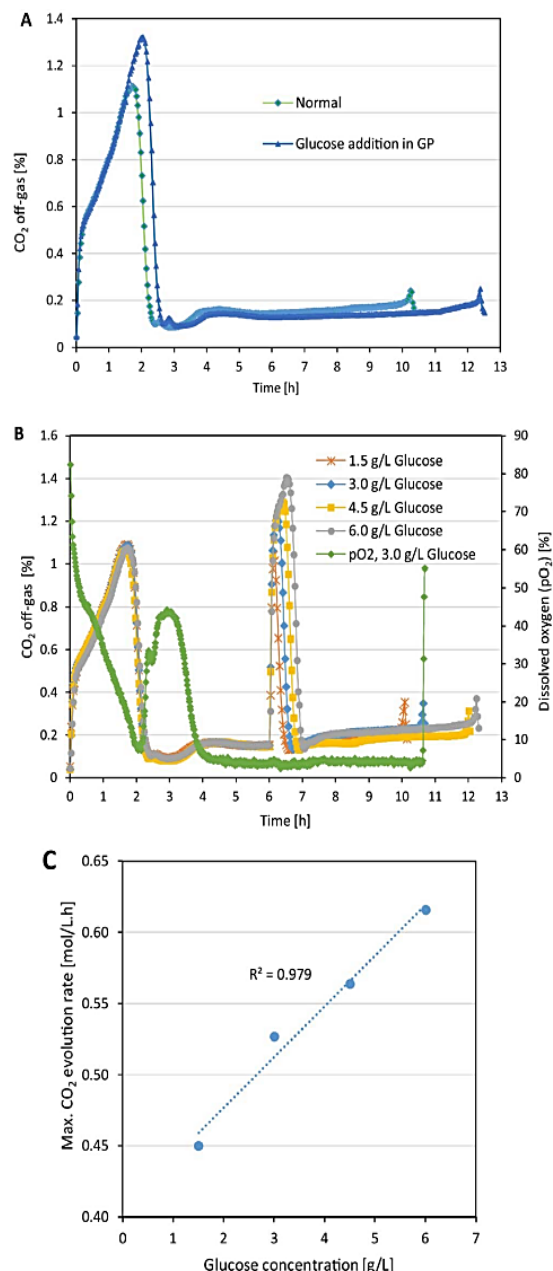 A
1.4
1.2
1
0.8
0.6
0.4
0.2
0
CO2 off-gas [%]
Normal
Glucose addition in GP
0 1 2 3 4 5 6 7 8 9 10 11 12 13
Time [h]
B
1.6
1.4
1.2
1
0.8
0.6
0.4
0.2
0
CO2 off-gas [%]
1.5 g/L Glucose
3.0 g/L Glucose
4.5 g/L Glucose
6.0 g/L Glucose
pO2, 3.0 g/L Glucose
90
80
70
60
50
40
30
20
10
0
Dissolved oxygen (pO2) [%]
0 1 2 3 4 5 6 7 8 9 10 11 12 13
Time [h]
C
0.65
0.60
0.55
0.50
0.45
0.40
Max. CO2 evolution rate [mol/L.h]
R² = 0.979
0 1 2 3 4 5 6 7
Glucose concentration [g/L]